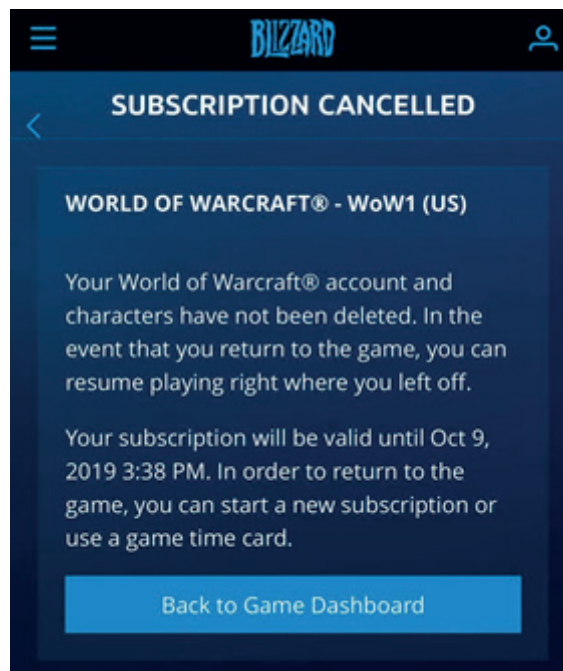 BLIZZARD
SUBSCRIPTION CANCELLED
WORLD OF WARCRAFT® - WoW1 (US)
Your World of Warcraft® account and
characters have not been deleted. In the
event that you return to the game, you can
resume playing right where you left off.
Your subscription will be valid until Oct 9,
2019 3:38 PM. In order to return to the
game, you can start a new subscription or
use a game time card.
Back to Game Dashboard